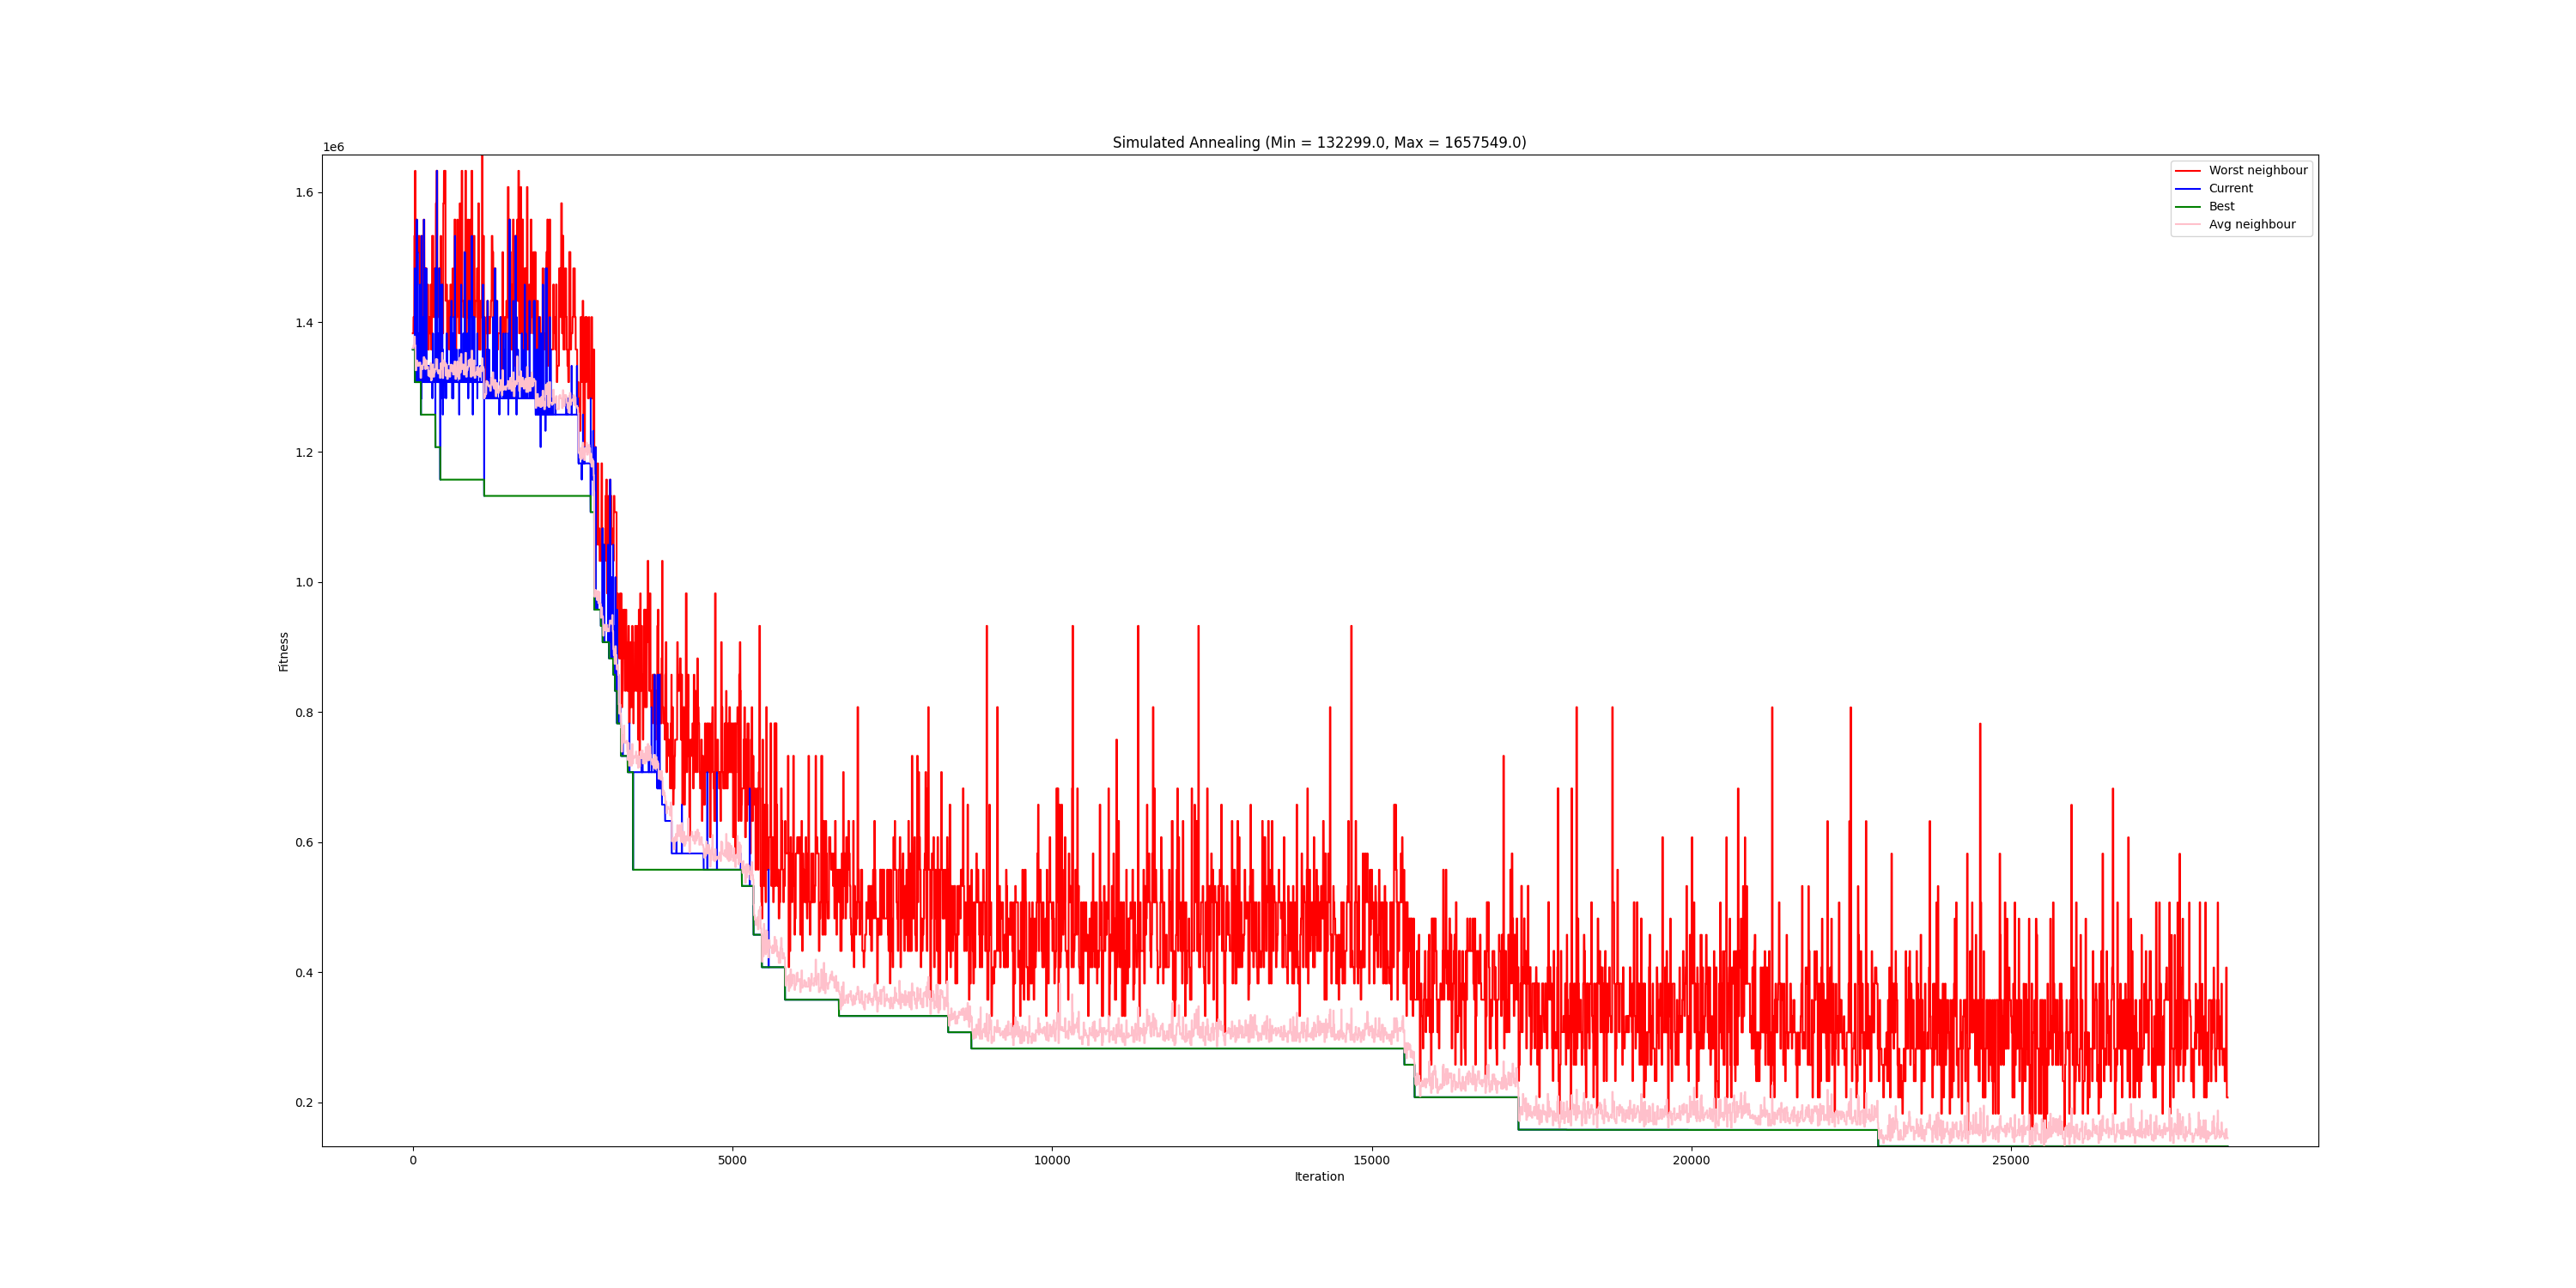 Simulated Annealing (Min = 132299.0, Max = 1657549.0)
1e6
Worst neighbour
Current
Best
Avg neighbour
1.6
1.4
1.2
1.0
0.8
0.6
0.4
0.2
Fitness
0 5000 10000 15000 20000 25000
Iteration